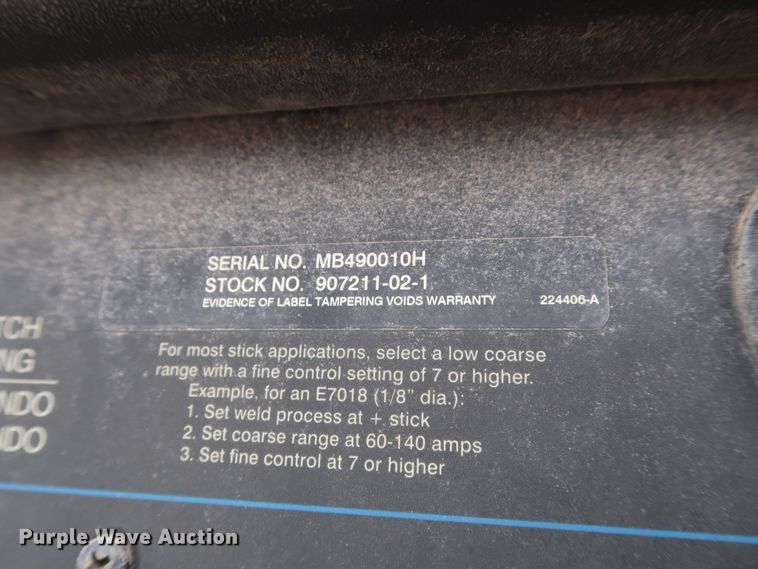 SERIAL NO. MB490010H
STOCK NO. 907211-02-1
EVIDENCE OF LABEL TAMPERING VOIDS WARRANTY 224406-A
TCH
NG
NDO
NDO
For most stick applications, select a low coarse
range with a fine control setting of 7 or higher.
Example, for an E7018 (1/8” dia.):
1. Set weld process at + stick
2. Set coarse range at 60-140 amps
3. Set fine control at 7 or higher
Purple Wave Auction